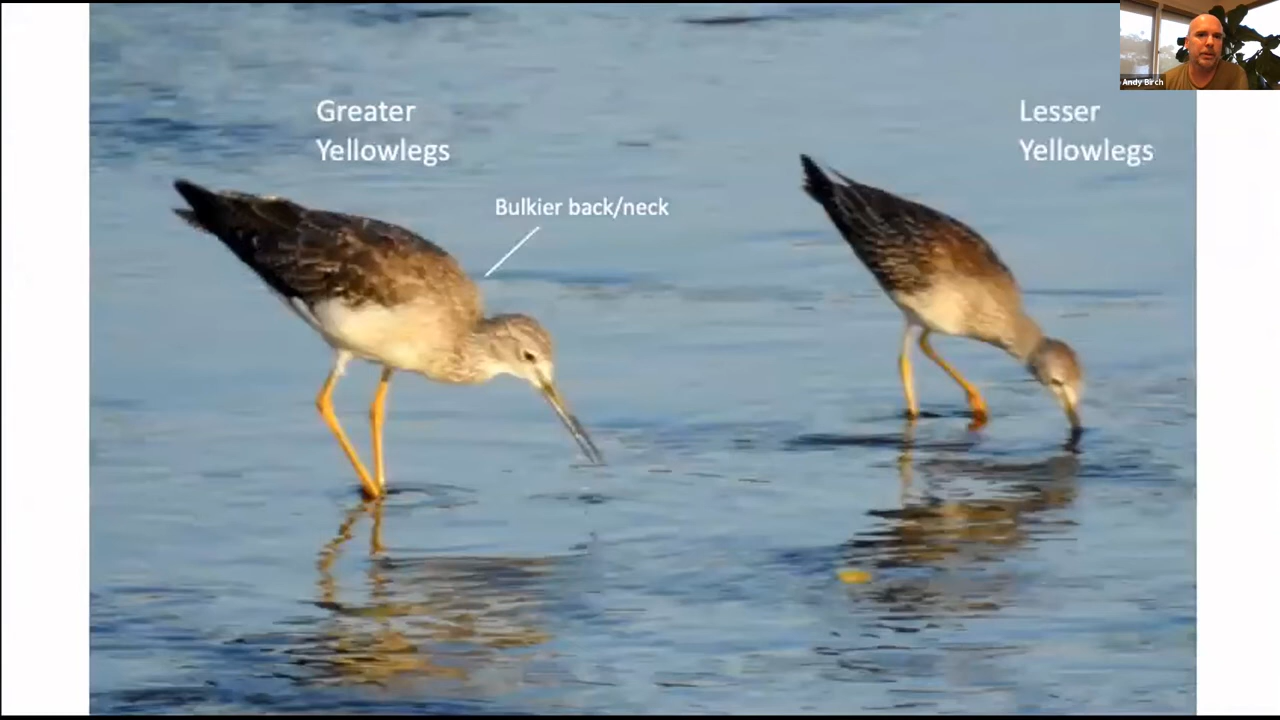 Andy Birch
Greater
Yellowlegs
Lesser
Yellowlegs
Bulkier back/neck